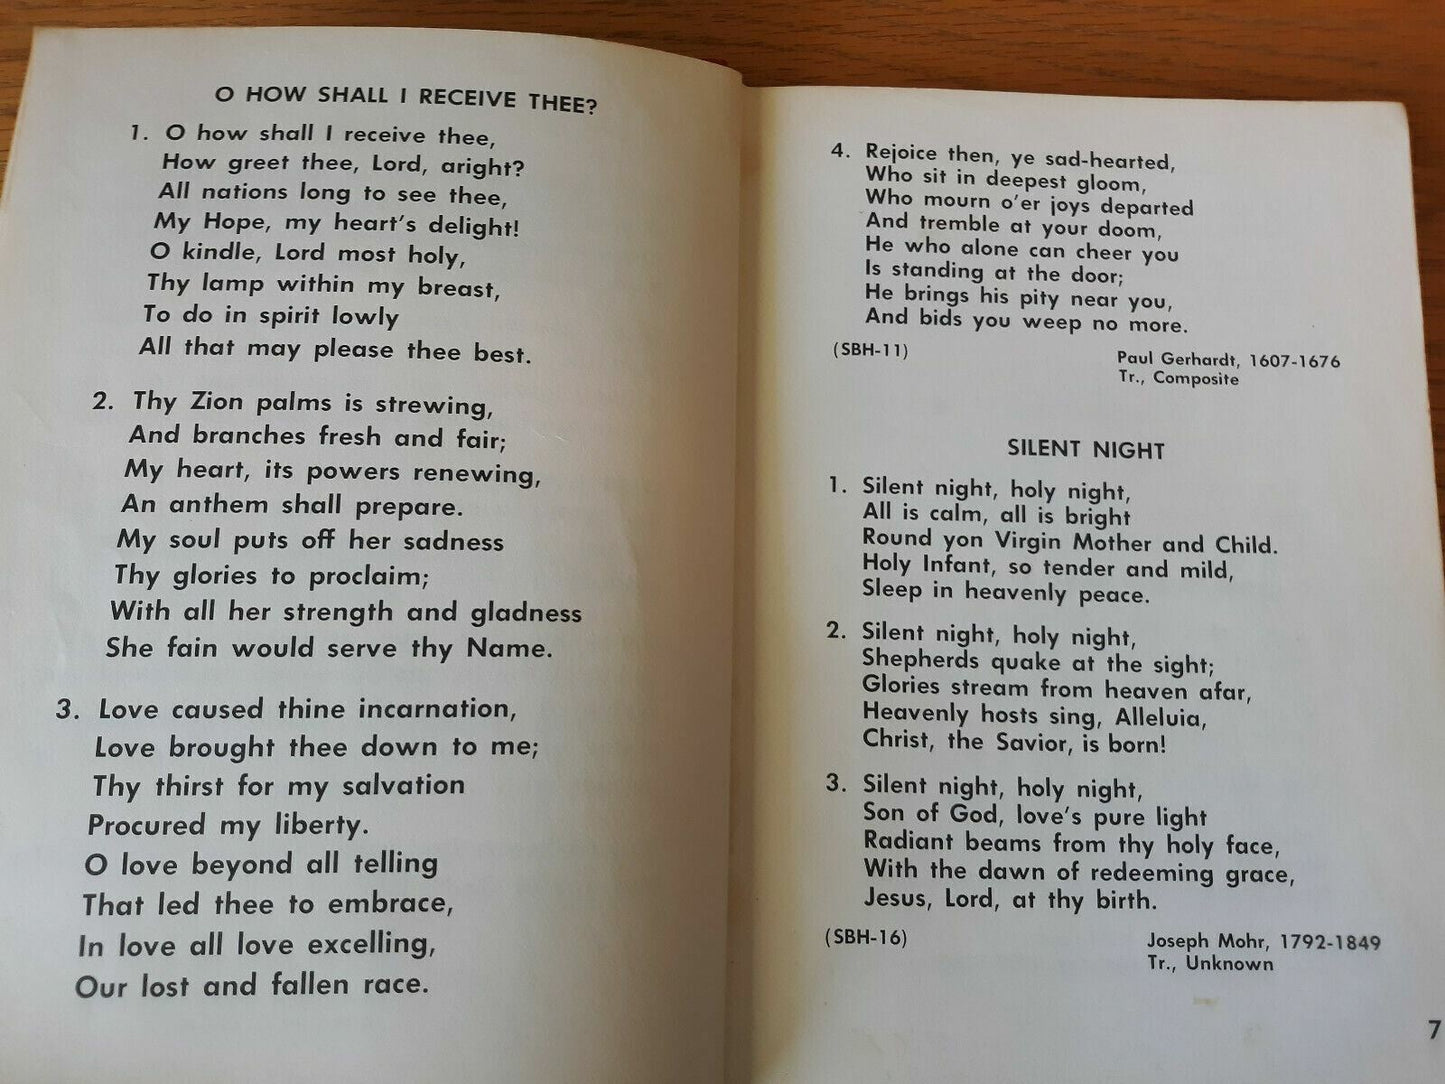 O HOW SHALL I RECEIVE THEE?
1. O how shall I receive thee,
How greet thee, Lord, aright?
All nations long to see thee,
My Hope, my heart's delight!
O kindle, Lord most holy,
Thy lamp within my breast,
To do in spirit lowly
All that may please thee best.
2. Thy Zion palms is strewing,
And branches fresh and fair;
My heart, its powers renewing,
An anthem shall prepare.
My soul puts off her sadness
Thy glories to proclaim;
With all her strength and gladness
She fain would serve thy Name.
3. Love caused thine incarnation,
Love brought thee down to me;
Thy thirst for my salvation
Procured my liberty.
O love beyond all telling
That led thee to embrace,
In love all love excelling,
Our lost and fallen race.
4. Rejoice then, ye sad-hearted,
Who sit in deepest gloom,
Who mourn o'er joys departed
And tremble at your doom,
He who alone can cheer you
Is standing at the door;
He brings his pity near you,
And bids you weep no more.
(SBH-11) Paul Gerhardt, 1607-1676
Tr., Composite
SILENT NIGHT
1. Silent night, holy night,
All is calm, all is bright
Round yon Virgin Mother and Child.
Holy Infant, so tender and mild,
Sleep in heavenly peace.
2. Silent night, holy night,
Shepherds quake at the sight;
Glories stream from heaven afar,
Heavenly hosts sing, Alleluia,
Christ, the Savior, is born!
3. Silent night, holy night,
Son of God, love's pure light
Radiant beams from thy holy face,
With the dawn of redeeming grace,
Jesus, Lord, at thy birth.
(SBH-16) Joseph Mohr, 1792-1849
Tr., Unknown
7